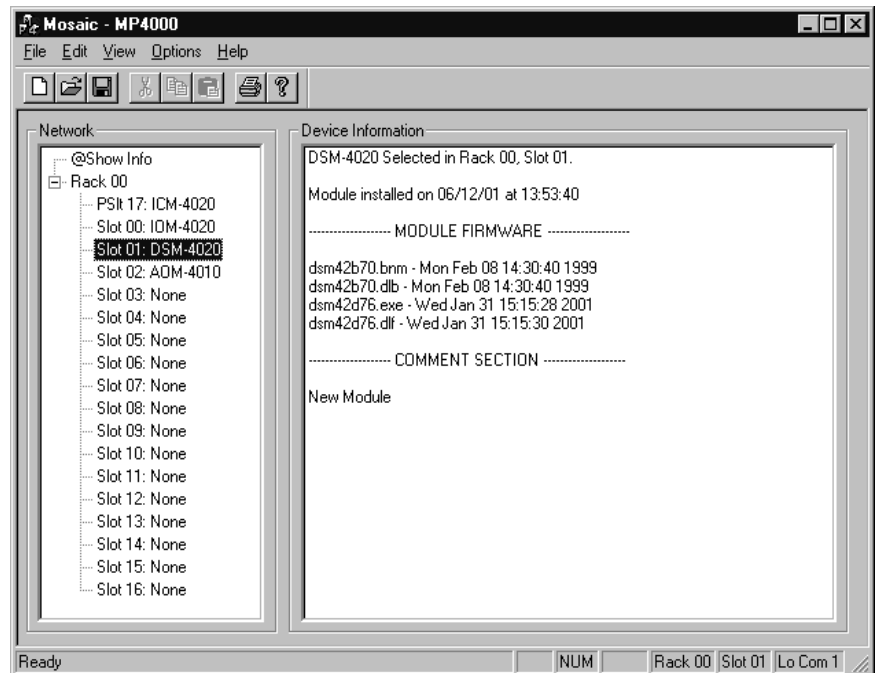 Mosaic - MP4000
File Edit View Options Help
Network
@Show Info
Rack 00
PSlt 17: ICM-4020
Slot 00: IOM-4020
Slot 01: DSM-4020
Slot 02: AOM-4010
Slot 03: None
Slot 04: None
Slot 05: None
Slot 06: None
Slot 07: None
Slot 08: None
Slot 09: None
Slot 10: None
Slot 11: None
Slot 12: None
Slot 13: None
Slot 14: None
Slot 15: None
Slot 16: None
Device Information
DSM-4020 Selected in Rack 00, Slot 01.
Module installed on 06/12/01 at 13:53:40
-------------------- MODULE FIRMWARE --------------------
dsm42b70.bnm - Mon Feb 08 14:30:40 1999
dsm42b70.dlb - Mon Feb 08 14:30:40 1999
dsm42d76.exe - Wed Jan 31 15:15:28 2001
dsm42d76.dlf - Wed Jan 31 15:15:30 2001
-------------------- COMMENT SECTION --------------------
New Module
Ready NUM Rack 00 Slot 01 Lo Com 1